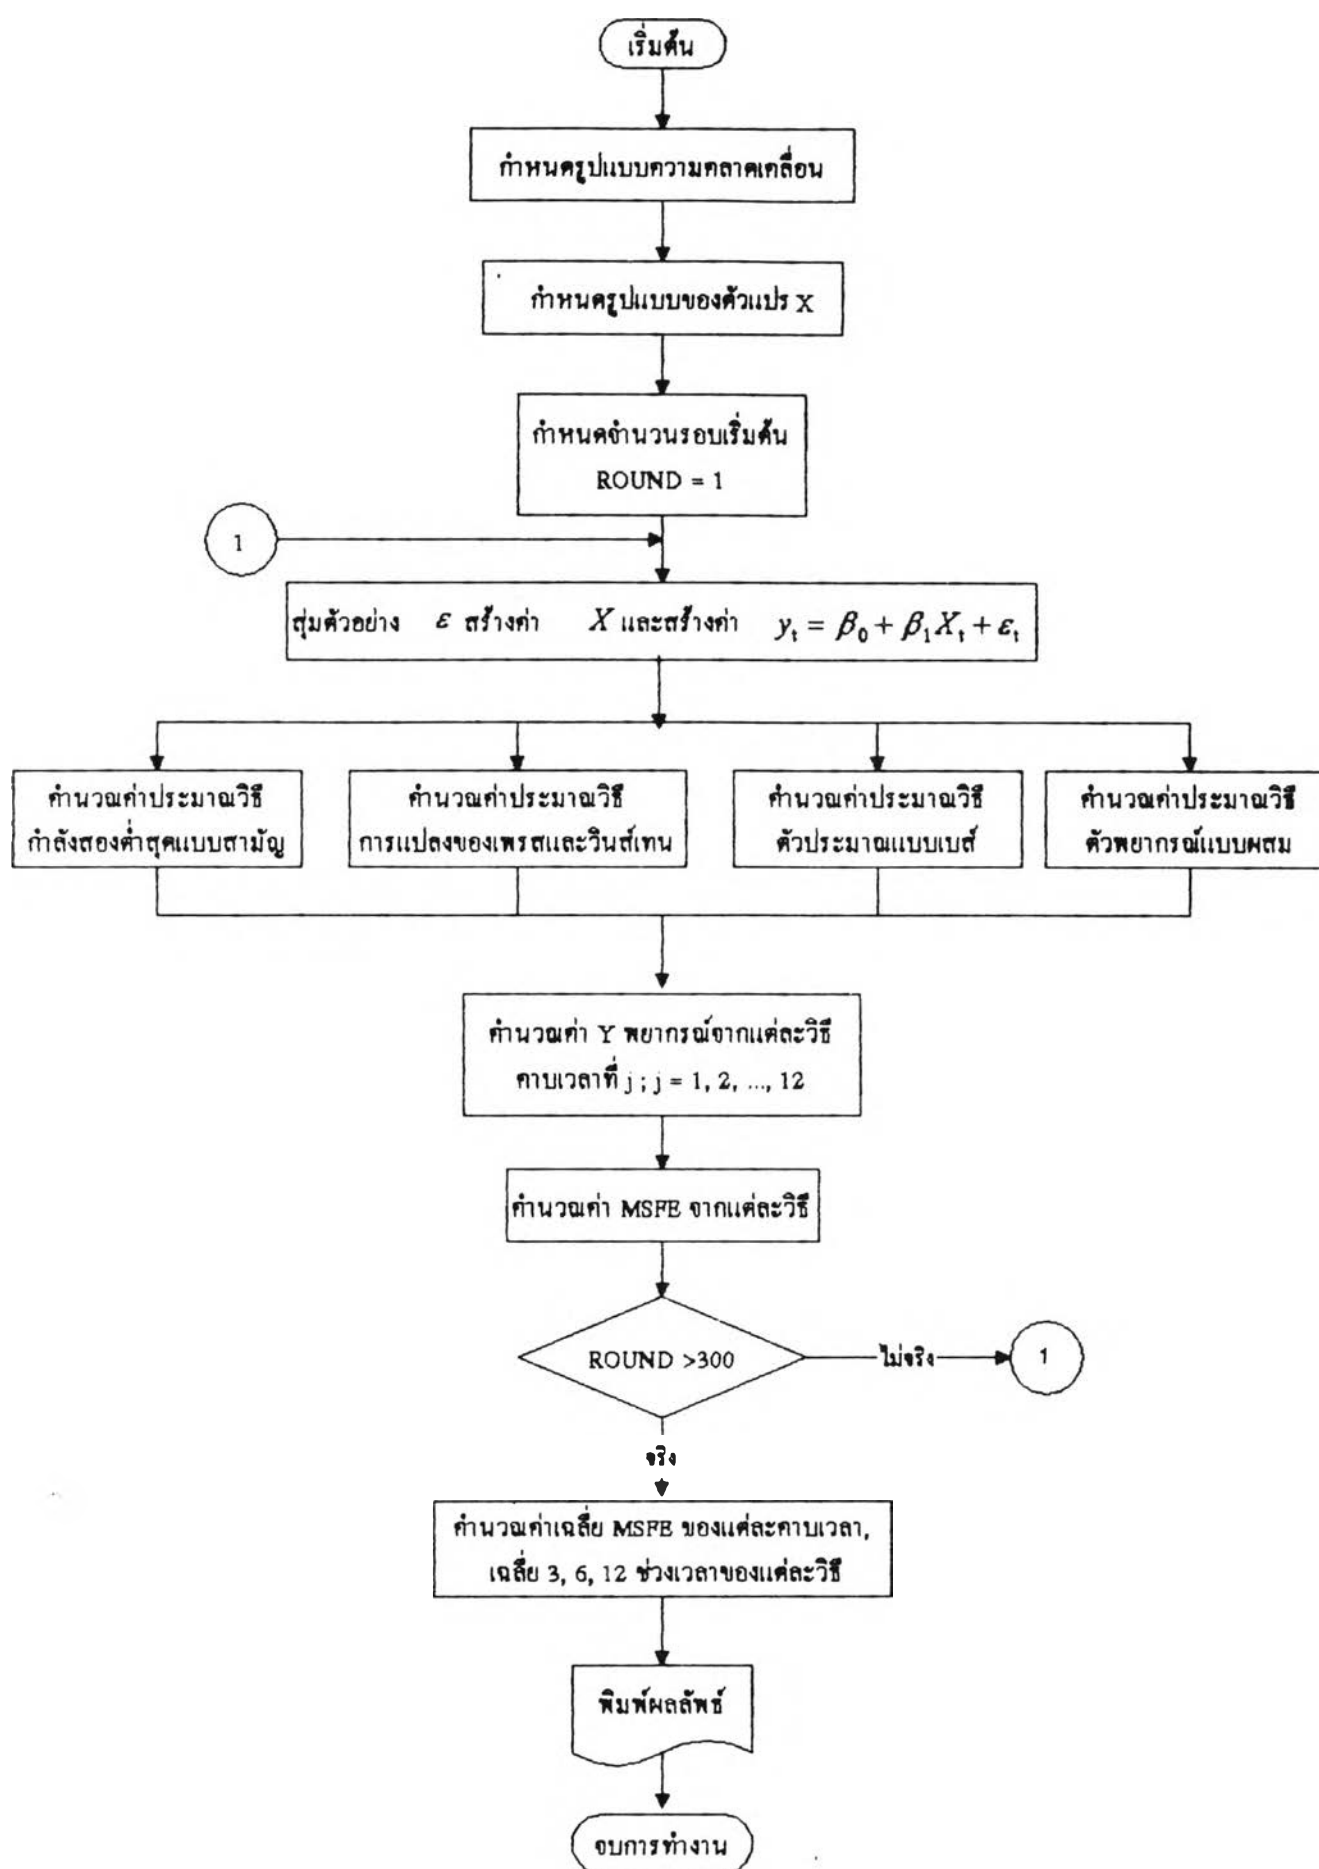 เริ่มต้น
กำหนดรูปแบบความคลาดเคลื่อน
กำหนดรูปแบบของตัวแปร X
กำหนดจำนวนรอบเริ่มต้น
ROUND = 1
1
สุ่มตัวอย่าง ε สร้างค่า X และสร้างค่า yₜ = β₀ + β₁Xₜ + εₜ
คำนวณค่าประมาณวิธี
กำลังสองต่ำสุดแบบสามัญ
คำนวณค่าประมาณวิธี
การแปลงของเพรสและวินส์เทน
คำนวณค่าประมาณวิธี
ตัวประมาณแบบเบส์
คำนวณค่าประมาณวิธี
ตัวพยากรณ์แบบผสม
คำนวณค่า Y พยากรณ์จากแต่ละวิธี
คาบเวลาที่ j ; j = 1, 2, ..., 12
คำนวณค่า MSFE จากแต่ละวิธี
ROUND >300
ไม่จริง
1
จริง
คำนวณค่าเฉลี่ย MSFE ของแต่ละคาบเวลา,
เฉลี่ย 3, 6, 12 ช่วงเวลาของแต่ละวิธี
พิมพ์ผลลัพธ์
จบการทำงาน